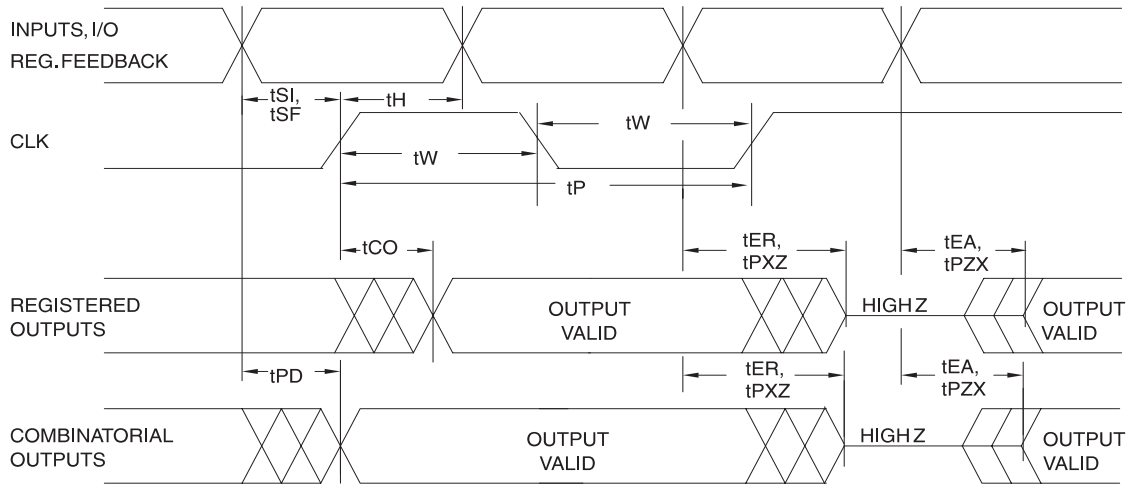 INPUTS, I/O
REG. FEEDBACK
tSI,
tSF
tH
CLK
tW
tW
tP
tCO
tER,
tPXZ
tEA,
tPZX
REGISTERED
OUTPUTS
OUTPUT
VALID
HIGH Z
OUTPUT
VALID
tPD
tER,
tPXZ
tEA,
tPZX
COMBINATORIAL
OUTPUTS
OUTPUT
VALID
HIGH Z
OUTPUT
VALID